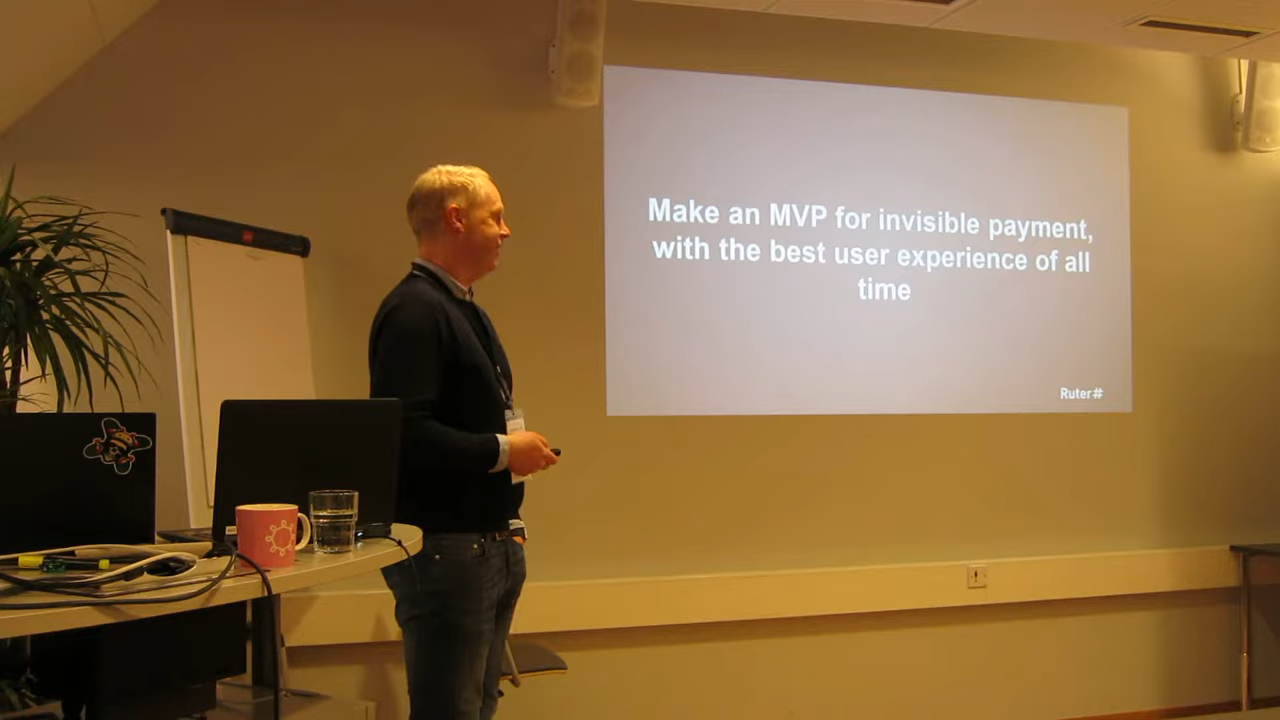 Make an MVP for invisible payment,
with the best user experience of all
time
Ruter#